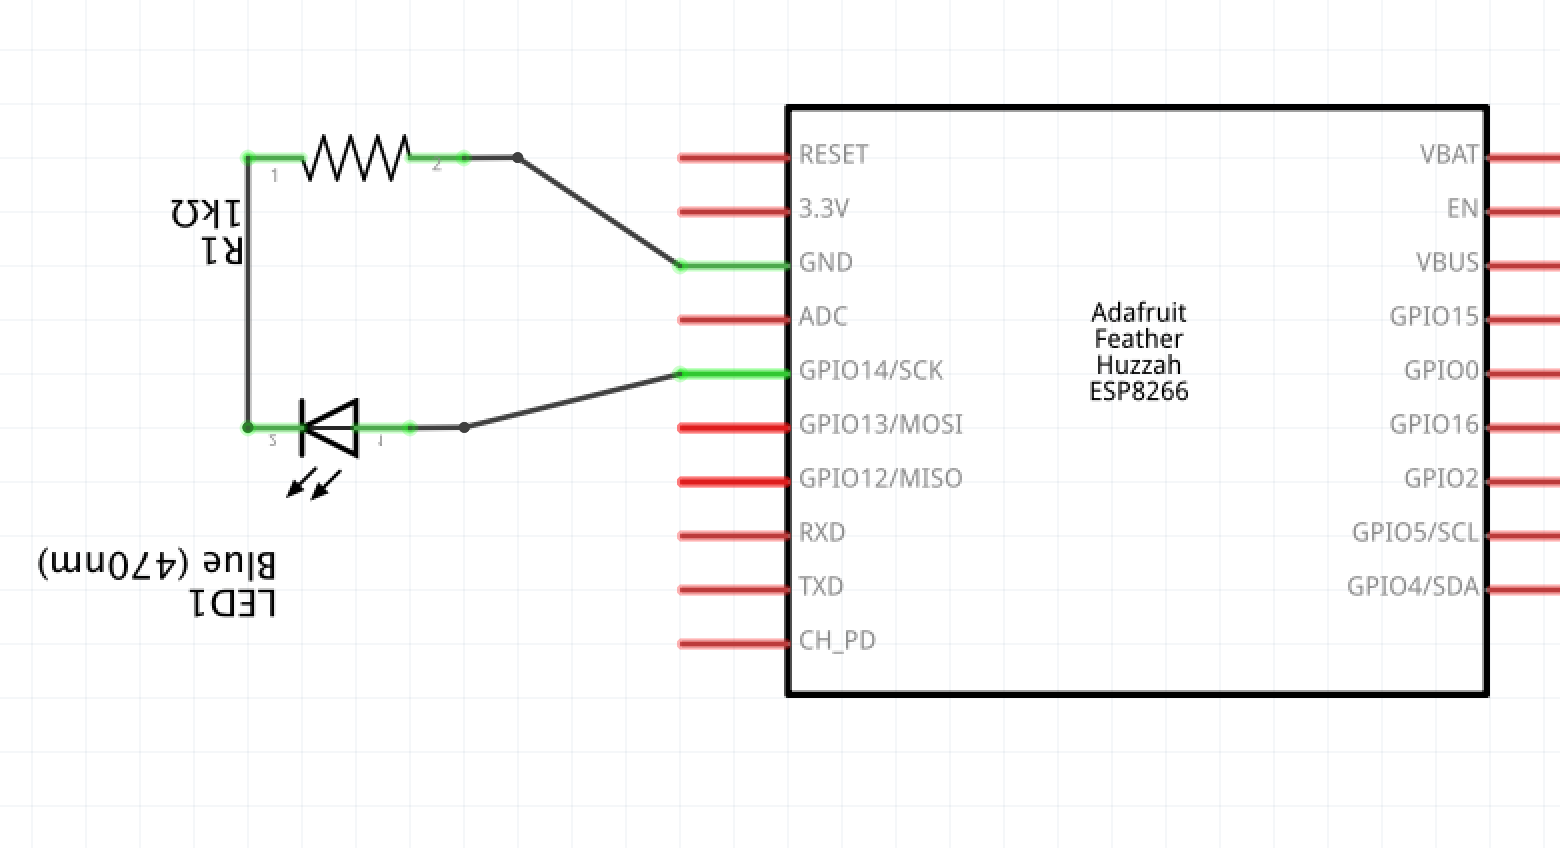 1
2
1kΩ
R1
2
1
Blue (470nm)
LED1
RESET
3.3V
GND
ADC
GPIO14/SCK
GPIO13/MOSI
GPIO12/MISO
RXD
TXD
CH_PD
Adafruit
Feather
Huzzah
ESP8266
VBAT
EN
VBUS
GPIO15
GPIO0
GPIO16
GPIO2
GPIO5/SCL
GPIO4/SDA